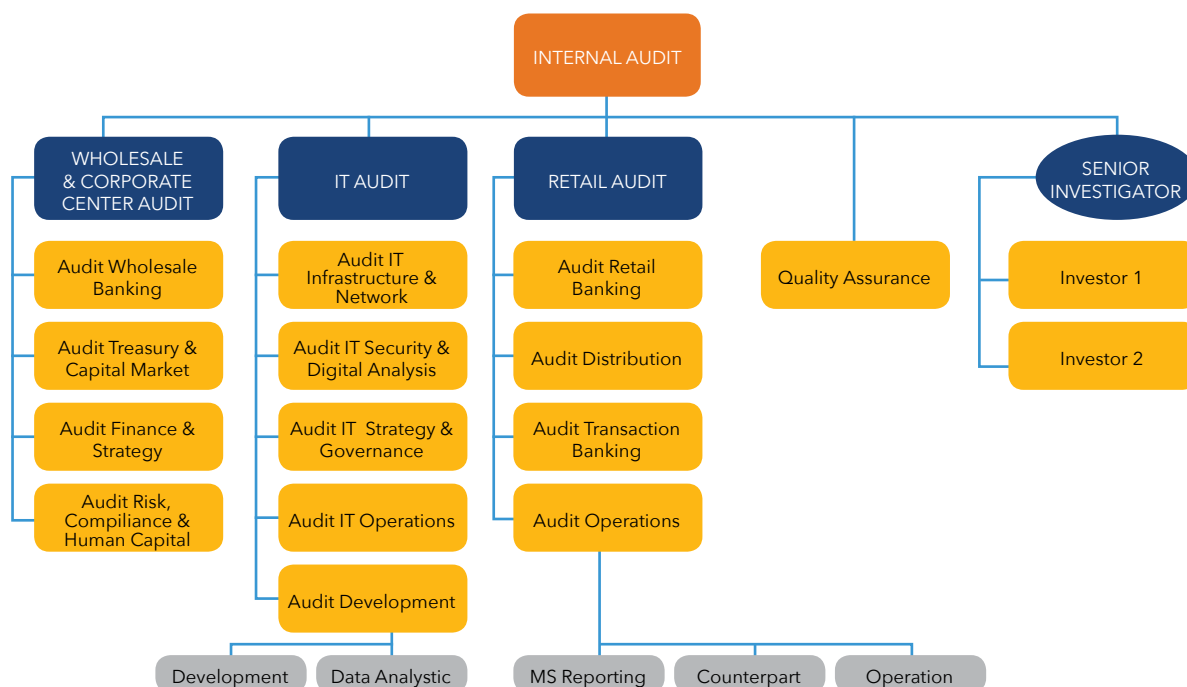 INTERNAL AUDIT
WHOLESALE
& CORPORATE
CENTER AUDIT
IT AUDIT
RETAIL AUDIT
SENIOR
INVESTIGATOR
Audit Wholesale
Banking
Audit IT
Infrastructure &
Network
Audit Retail
Banking
Quality Assurance
Investor 1
Audit Treasury &
Capital Market
Audit IT Security &
Digital Analysis
Audit Distribution
Investor 2
Audit Finance &
Strategy
Audit IT Strategy &
Governance
Audit Transaction
Banking
Audit Risk,
Compiliance &
Human Capital
Audit IT Operations
Audit Operations
Audit Development
Development
Data Analystic
MS Reporting
Counterpart
Operation